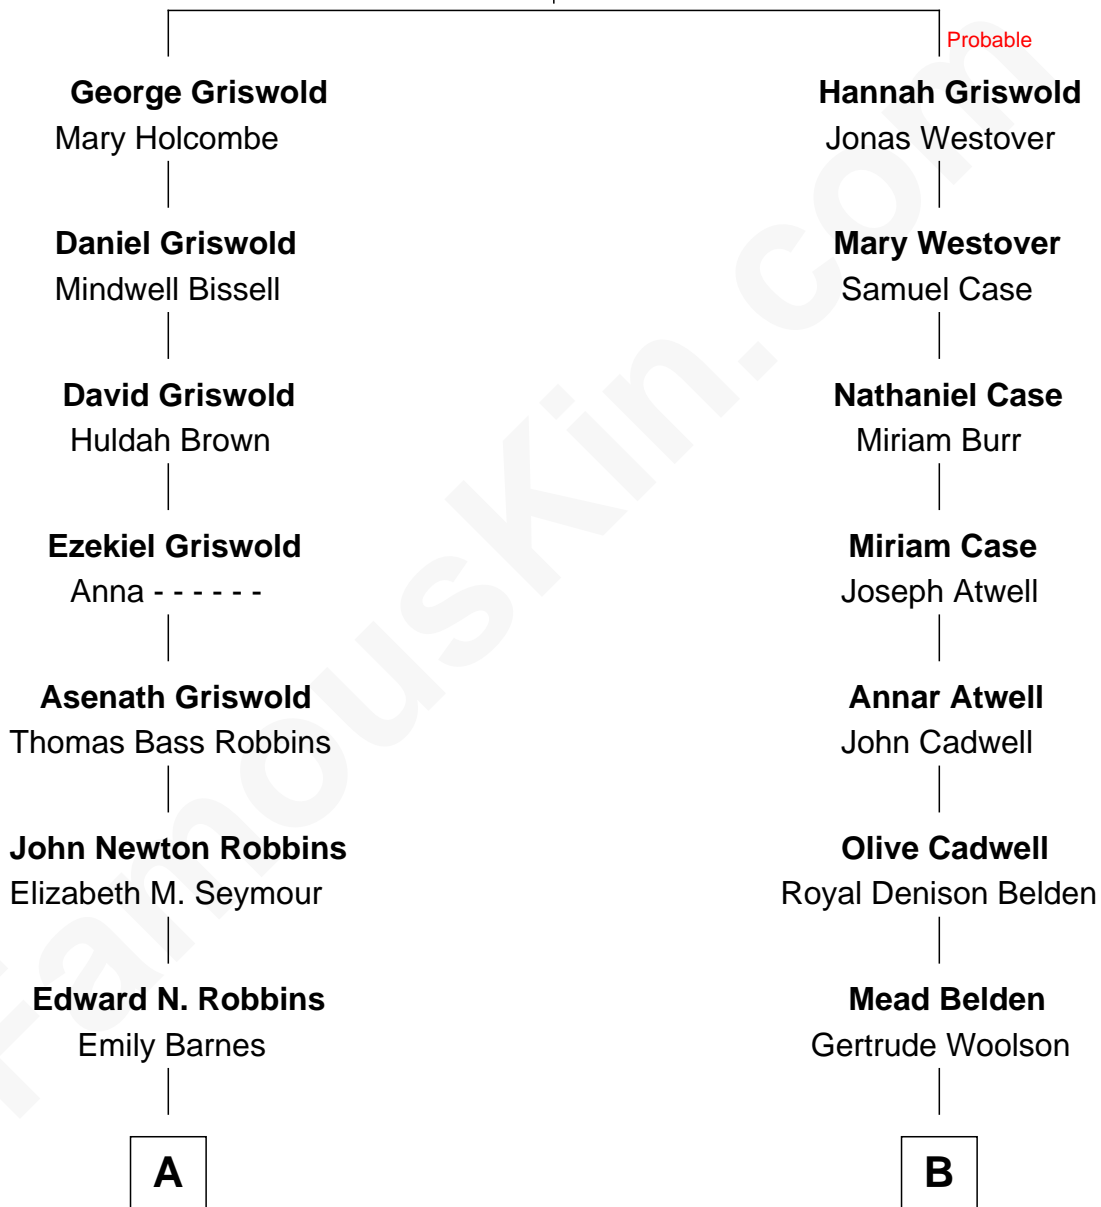 Probable
George Griswold
Mary Holcombe
Hannah Griswold
Jonas Westover
Daniel Griswold
Mindwell Bissell
Mary Westover
Samuel Case
David Griswold
Huldah Brown
Nathaniel Case
Miriam Burr
Ezekiel Griswold
Anna - - - - - -
Miriam Case
Joseph Atwell
Asenath Griswold
Thomas Bass Robbins
Annar Atwell
John Cadwell
John Newton Robbins
Elizabeth M. Seymour
Olive Cadwell
Royal Denison Belden
Edward N. Robbins
Emily Barnes
Mead Belden
Gertrude Woolson
A
B
FamousKin.com